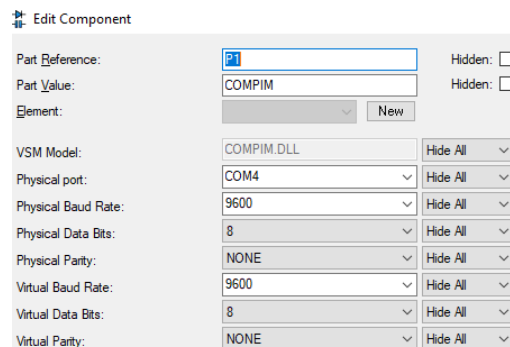 Edit Component
Part Reference: P1 Hidden:
Part Value: COMPIM Hidden:
Element: New
VSM Model: COMPIM.DLL Hide All
Physical port: COM4 Hide All
Physical Baud Rate: 9600 Hide All
Physical Data Bits: 8 Hide All
Physical Parity: NONE Hide All
Virtual Baud Rate: 9600 Hide All
Virtual Data Bits: 8 Hide All
Virtual Parity: NONE Hide All